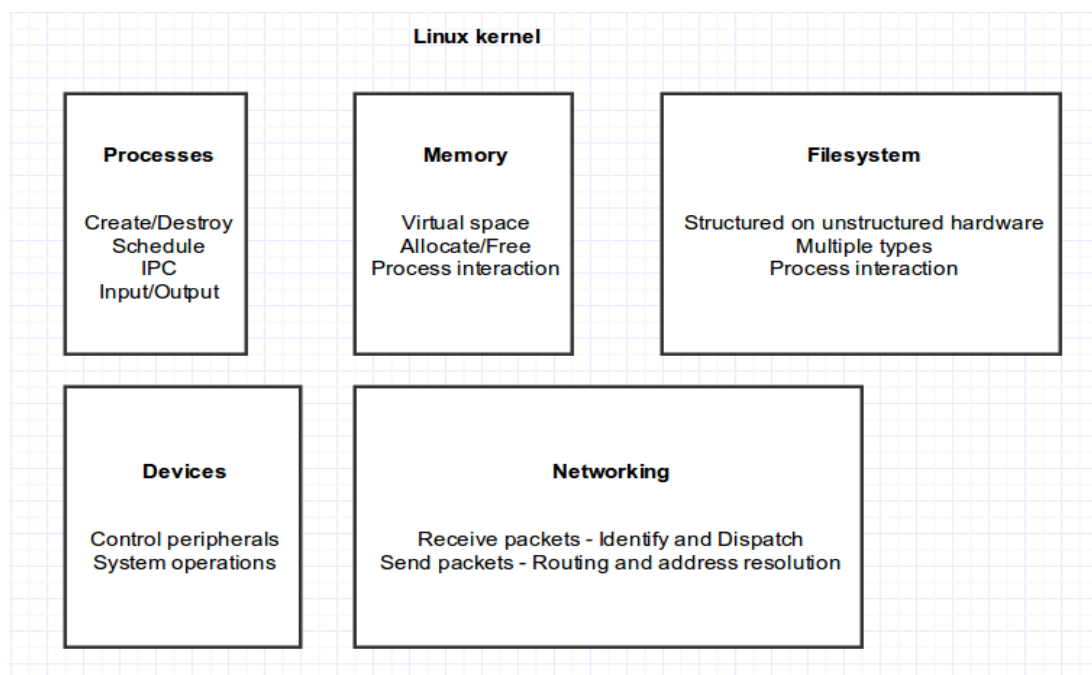 Linux kernel
Processes
Create/Destroy
Schedule
IPC
Input/Output
Memory
Virtual space
Allocate/Free
Process interaction
Filesystem
Structured on unstructured hardware
Multiple types
Process interaction
Devices
Control peripherals
System operations
Networking
Receive packets - Identify and Dispatch
Send packets - Routing and address resolution